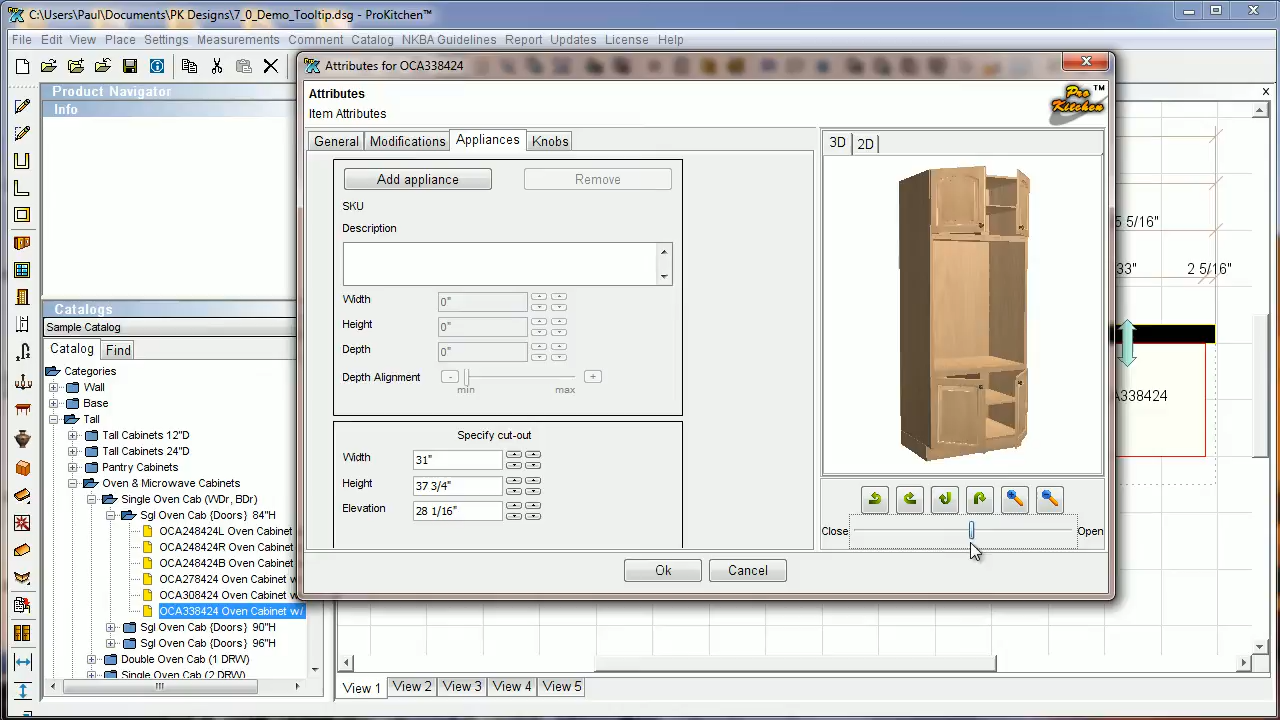 C:\Users\Paul\Documents\PK Designs\7_0_Demo_Tooltip.dsg - ProKitchen™
File Edit View Place Settings Measurements Comment Catalog NKBA Guidelines Report Updates License Help
Product Navigator
Info
Catalogs
Sample Catalog
Catalog Find
Categories
Wall
Base
Tall
Tall Cabinets 12"D
Tall Cabinets 24"D
Pantry Cabinets
Oven & Microwave Cabinets
Single Oven Cab (WDr, BDr)
Sgl Oven Cab {Doors} 84"H
OCA248424L Oven Cabinet
OCA248424R Oven Cabinet
OCA248424B Oven Cabinet
OCA278424 Oven Cabinet w
OCA308424 Oven Cabinet w
OCA338424 Oven Cabinet w/
Sgl Oven Cab {Doors} 90"H
Sgl Oven Cab {Doors} 96"H
Double Oven Cab (1 DRW)
Single Oven Cab (2 DRW)
Attributes for OCA338424
Attributes
Item Attributes
Pro Kitchen™
General Modifications Appliances Knobs
Add appliance Remove
SKU
Description
Width 0"
Height 0"
Depth 0"
Depth Alignment - +
min max
Specify cut-out
Width 31"
Height 37 3/4"
Elevation 28 1/16"
3D 2D
Close Open
Ok Cancel
5 5/16"
33" 2 5/16"
CA338424
View 1 View 2 View 3 View 4 View 5